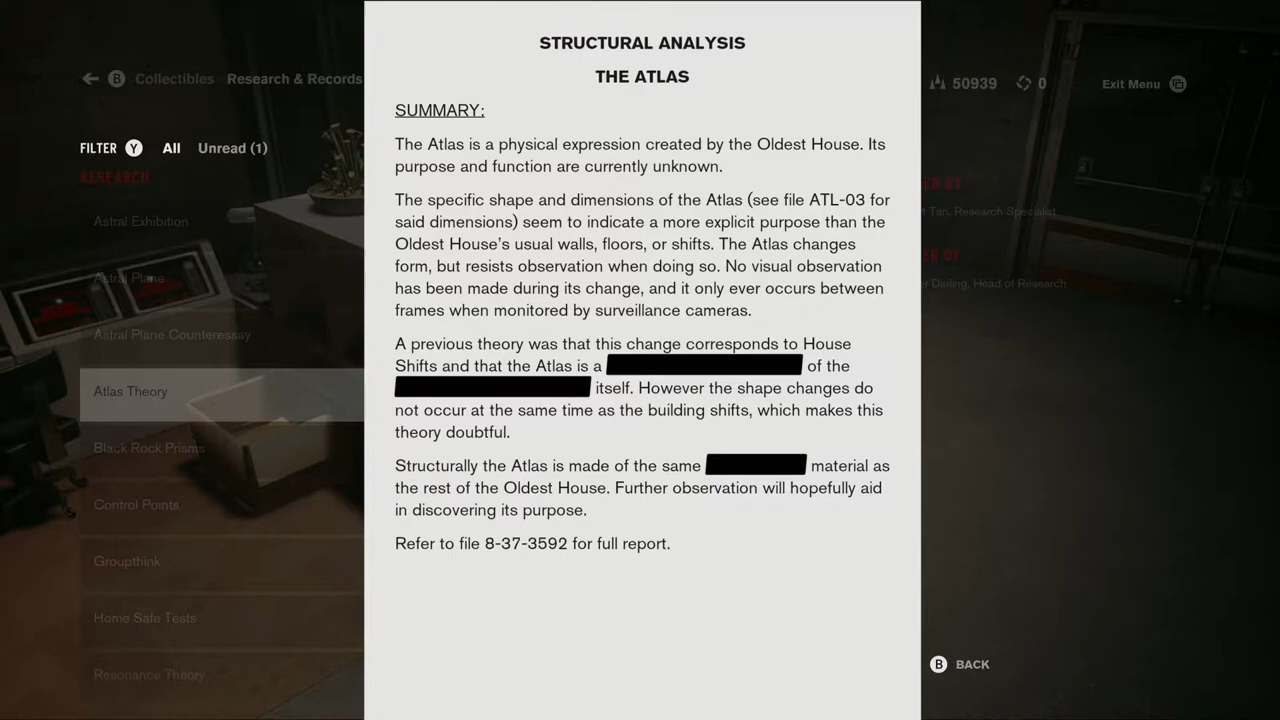 STRUCTURAL ANALYSIS
THE ATLAS
B Collectibles Research & Records
50939 0 Exit Menu
FILTER Y All Unread (1)
RESEARCH
Astral Exhibition
Astral Plane
Astral Plane Counteressay
Atlas Theory
Black Rock Prisms
Control Points
Groupthink
Home Safe Tests
Resonance Theory
SUMMARY:
The Atlas is a physical expression created by the Oldest House. Its
purpose and function are currently unknown.
The specific shape and dimensions of the Atlas (see file ATL-03 for
said dimensions) seem to indicate a more explicit purpose than the
Oldest House's usual walls, floors, or shifts. The Atlas changes
form, but resists observation when doing so. No visual observation
has been made during its change, and it only ever occurs between
frames when monitored by surveillance cameras.
A previous theory was that this change corresponds to House
Shifts and that the Atlas is a of the
itself. However the shape changes do
not occur at the same time as the building shifts, which makes this
theory doubtful.
Structurally the Atlas is made of the same material as
the rest of the Oldest House. Further observation will hopefully aid
in discovering its purpose.
Refer to file 8-37-3592 for full report.
Tan, Research Specialist
Darling, Head of Research
B BACK